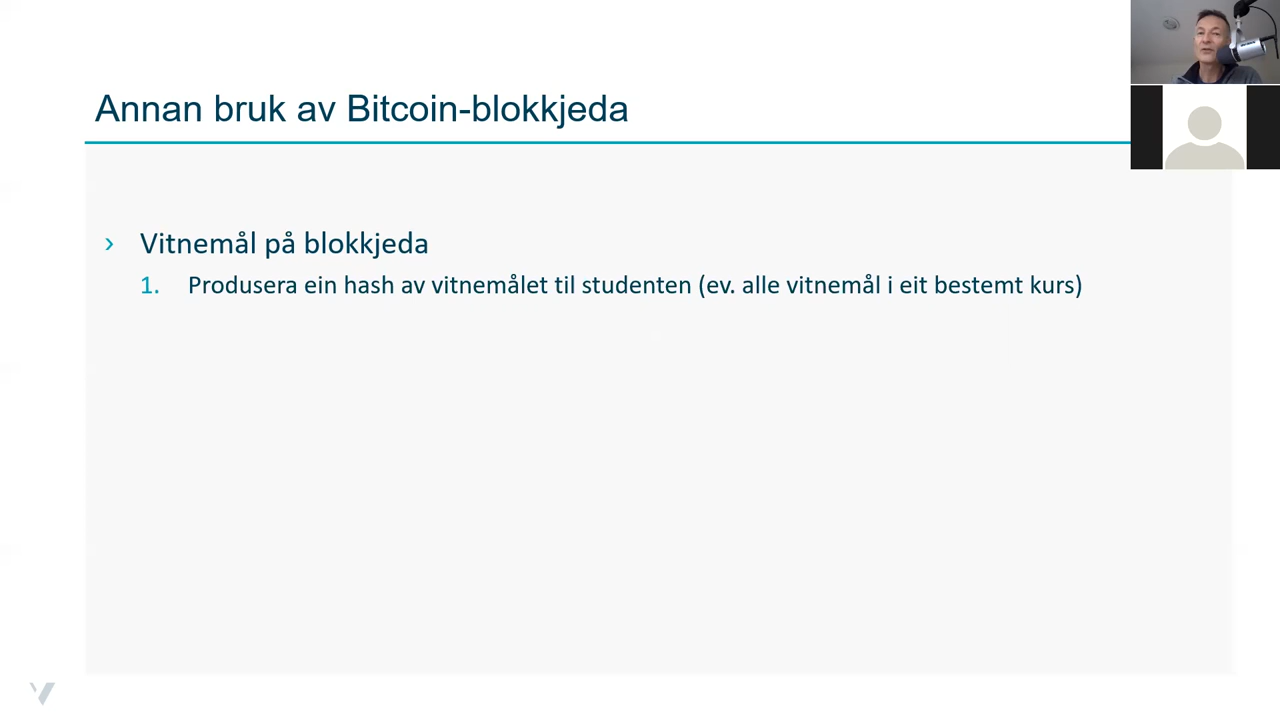 Annan bruk av Bitcoin-blokkjeda
› Vitnemål på blokkjeda
1. Produsera ein hash av vitnemålet til studenten (ev. alle vitnemål i eit bestemt kurs)